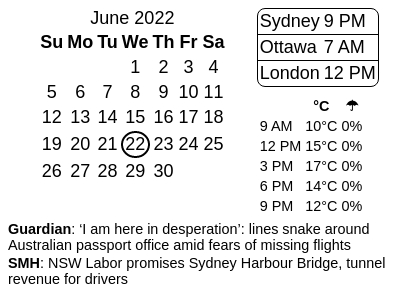 June 2022
Su Mo Tu We Th Fr Sa
1 2 3 4
5 6 7 8 9 10 11
12 13 14 15 16 17 18
19 20 21 22 23 24 25
26 27 28 29 30
Sydney 9 PM
Ottawa 7 AM
London 12 PM
°C ☂
9 AM 10°C 0%
12 PM 15°C 0%
3 PM 17°C 0%
6 PM 14°C 0%
9 PM 12°C 0%
Guardian: ‘I am here in desperation’: lines snake around
Australian passport office amid fears of missing flights
SMH: NSW Labor promises Sydney Harbour Bridge, tunnel
revenue for drivers